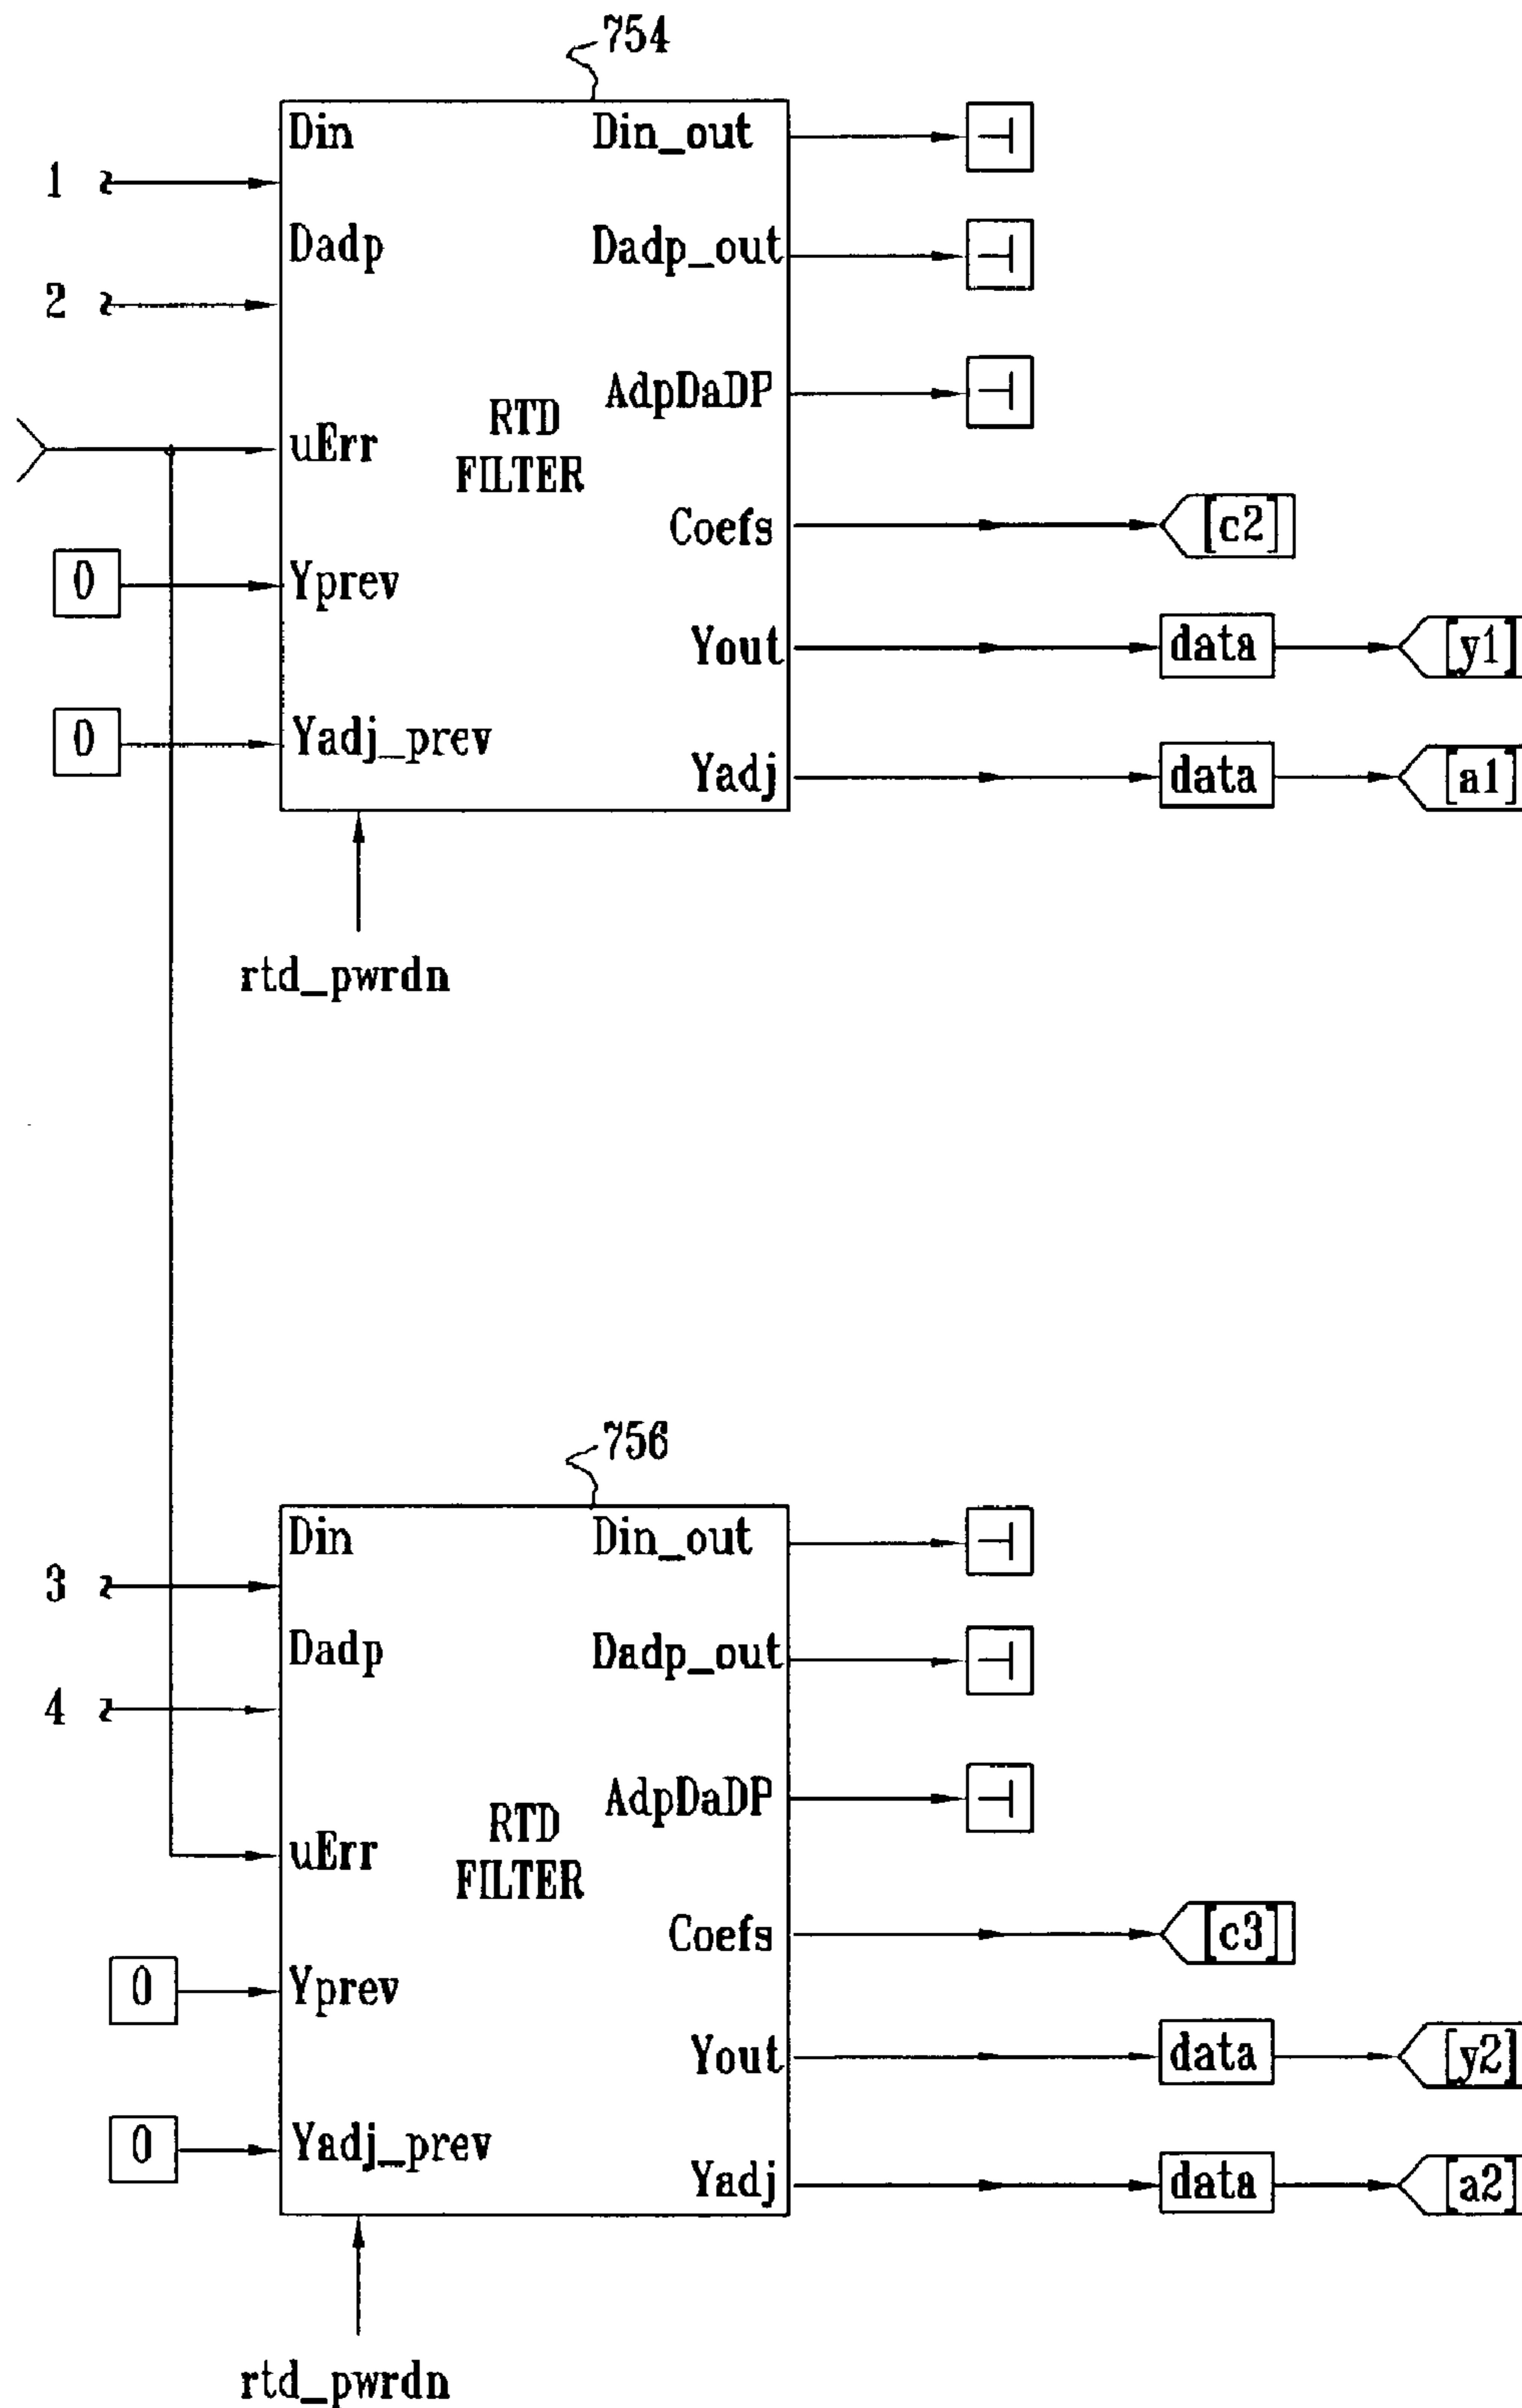 754
Din Din_out
1
Dadp Dadp_out
2
AdpDaDP
RTD
FILTER
uErr
Coefs [c2]
0 Yprev
Yout data [y1]
0 Yadj_prev
Yadj data [a1]
rtd_pwrdn
756
Din Din_out
3
Dadp Dadp_out
4
AdpDaDP
RTD
FILTER
uErr
Coefs [c3]
0 Yprev
Yout data [y2]
0 Yadj_prev
Yadj data [a2]
rtd_pwrdn